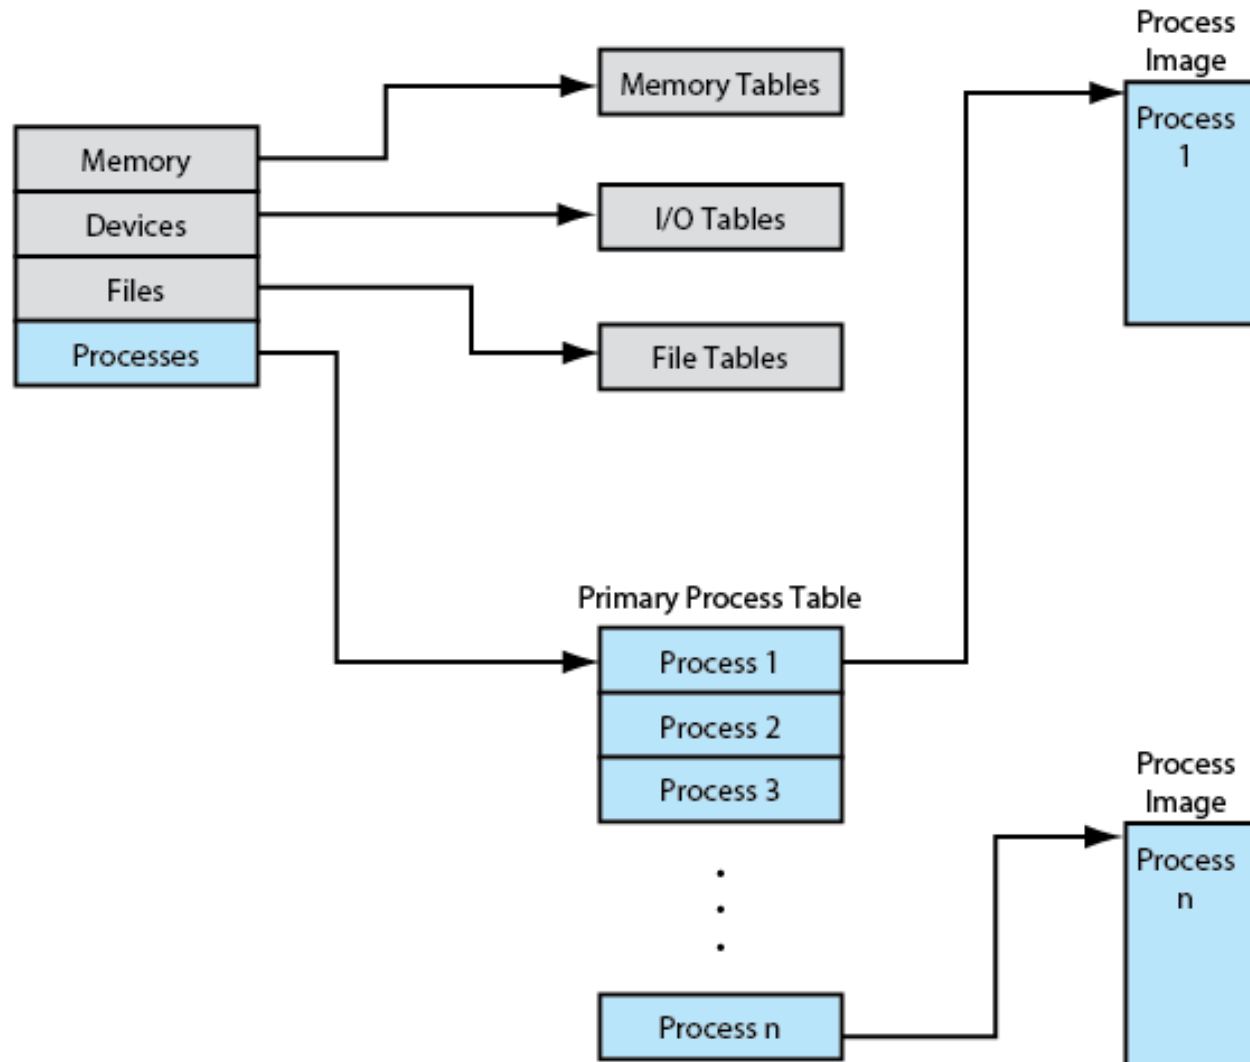 Memory
Devices
Files
Processes
Memory Tables
I/O Tables
File Tables
Primary Process Table
Process 1
Process 2
Process 3
Process n
Process
Image
Process
1
Process
Image
Process
n